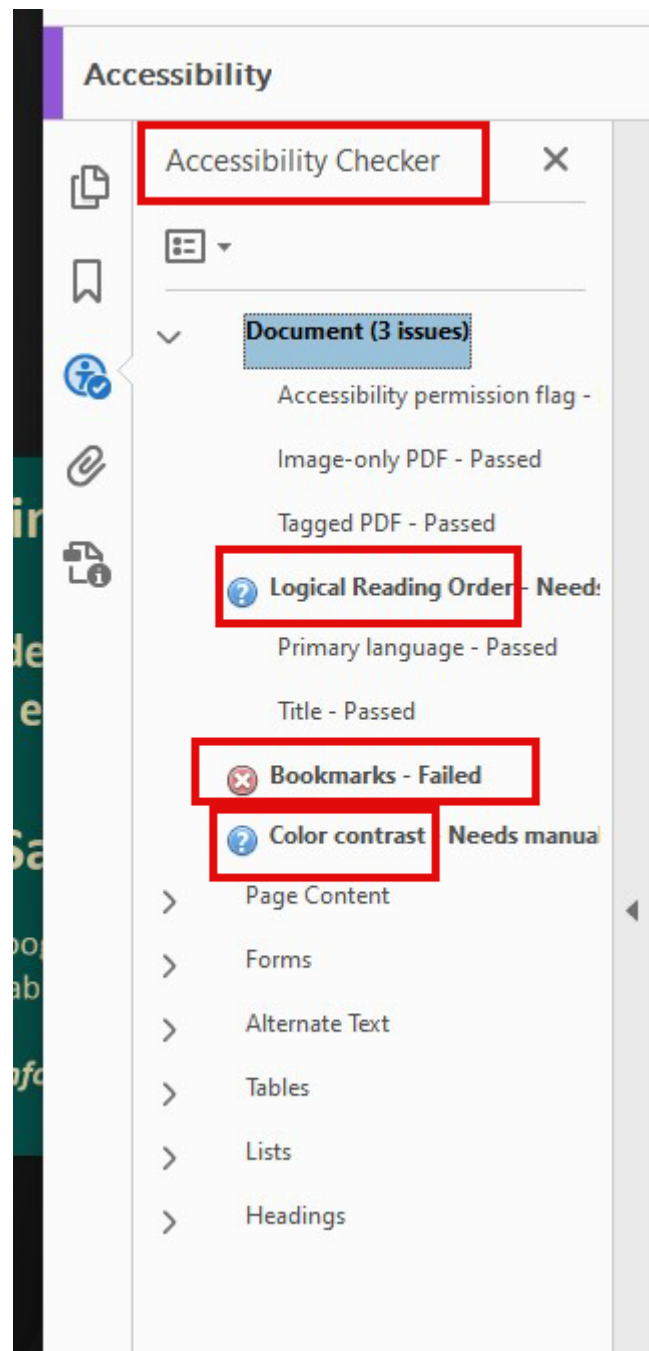 Accessibility
Accessibility Checker
Document (3 issues)
Accessibility permission flag -
Image-only PDF - Passed
Tagged PDF - Passed
Logical Reading Order - Needs
Primary language - Passed
Title - Passed
Bookmarks - Failed
Color contrast - Needs manua
Page Content
Forms
Alternate Text
Tables
Lists
Headings